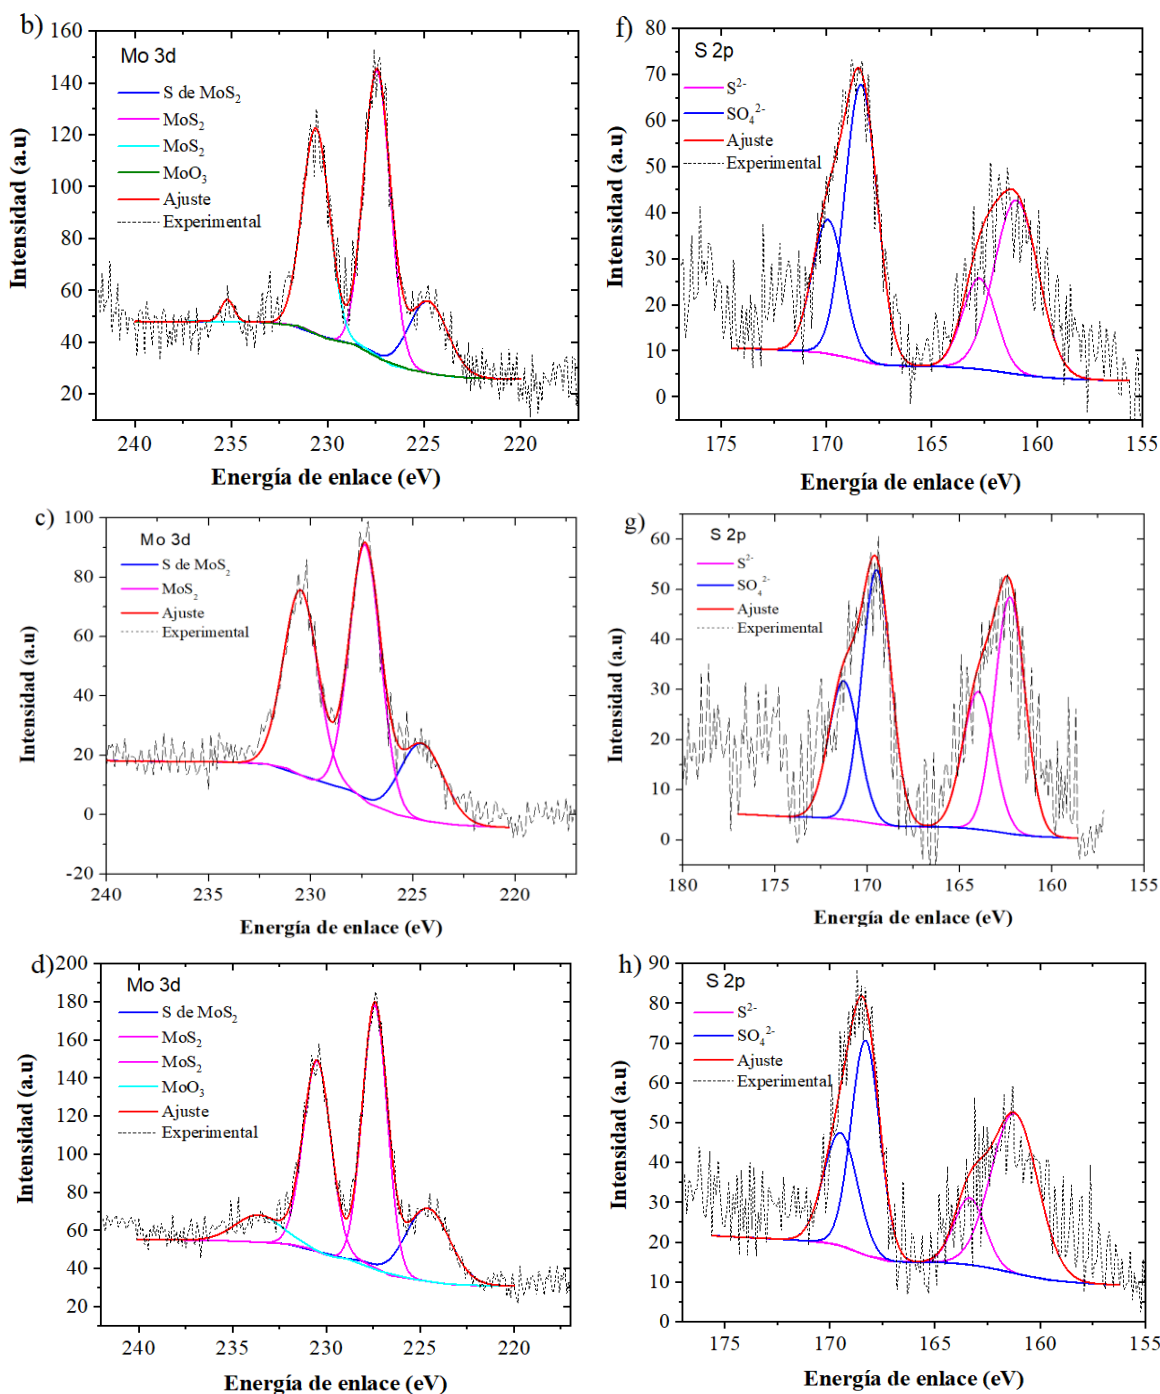 b)
Mo 3d
S de MoS₂
MoS₂
MoS₂
MoO₃
Ajuste
Experimental
Intensidad (a.u)
160
140
120
100
80
60
40
20
240 235 230 225 220
Energía de enlace (eV)
f)
S 2p
S²⁻
SO₄²⁻
Ajuste
Experimental
Intensidad (a.u)
80
70
60
50
40
30
20
10
0
175 170 165 160 155
Energía de enlace (eV)
c)
Mo 3d
S de MoS₂
MoS₂
Ajuste
Experimental
Intensidad (a.u)
100
80
60
40
20
0
-20
240 235 230 225 220
Energía de enlace (eV)
g)
S 2p
S²⁻
SO₄²⁻
Ajuste
Experimental
Intensidad (a.u)
60
50
40
30
20
10
0
180 175 170 165 160 155
Energía de enlace (eV)
d)
Mo 3d
S de MoS₂
MoS₂
MoS₂
MoO₃
Ajuste
Experimental
Intensidad (a.u)
200
180
160
140
120
100
80
60
40
20
240 235 230 225 220
Energía de enlace (eV)
h)
S 2p
S²⁻
SO₄²⁻
Ajuste
Experimental
Intensidad (a.u)
90
80
70
60
50
40
30
20
10
0
175 170 165 160 155
Energía de enlace (eV)